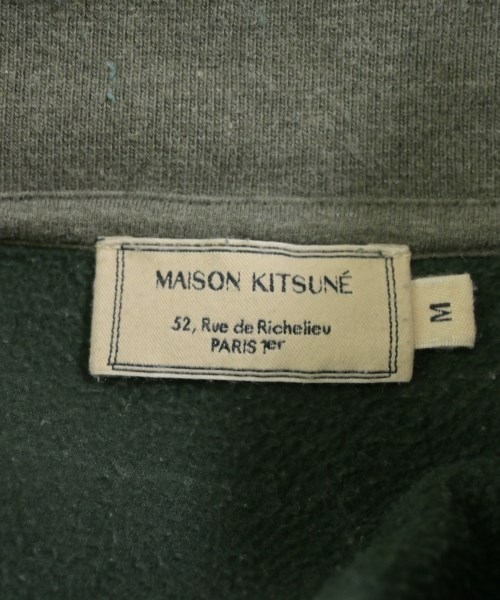 MAISON KITSUNÉ
52, Rue de Richelieu
PARIS 1er
M